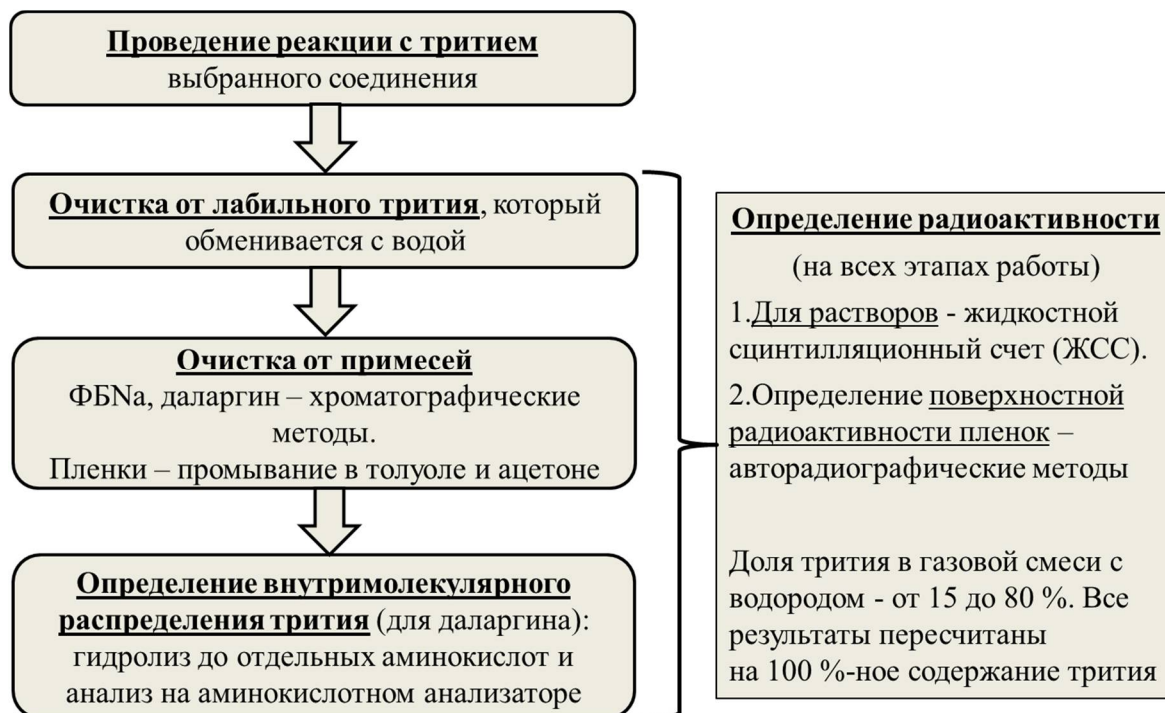 Проведение реакции с тритием
выбранного соединения
Очистка от лабильного трития, который
обменивается с водой
Очистка от примесей
ФБNa, даларгин – хроматографические
методы.
Пленки – промывание в толуоле и ацетоне
Определение внутримолекулярного
распределения трития (для даларгина):
гидролиз до отдельных аминокислот и
анализ на аминокислотном анализаторе
Определение радиоактивности
(на всех этапах работы)
1.Для растворов - жидкостной
сцинтилляционный счет (ЖСС).
2.Определение поверхностной
радиоактивности пленок –
авторадиографические методы
Доля трития в газовой смеси с
водородом - от 15 до 80 %. Все
результаты пересчитаны
на 100 %-ное содержание трития